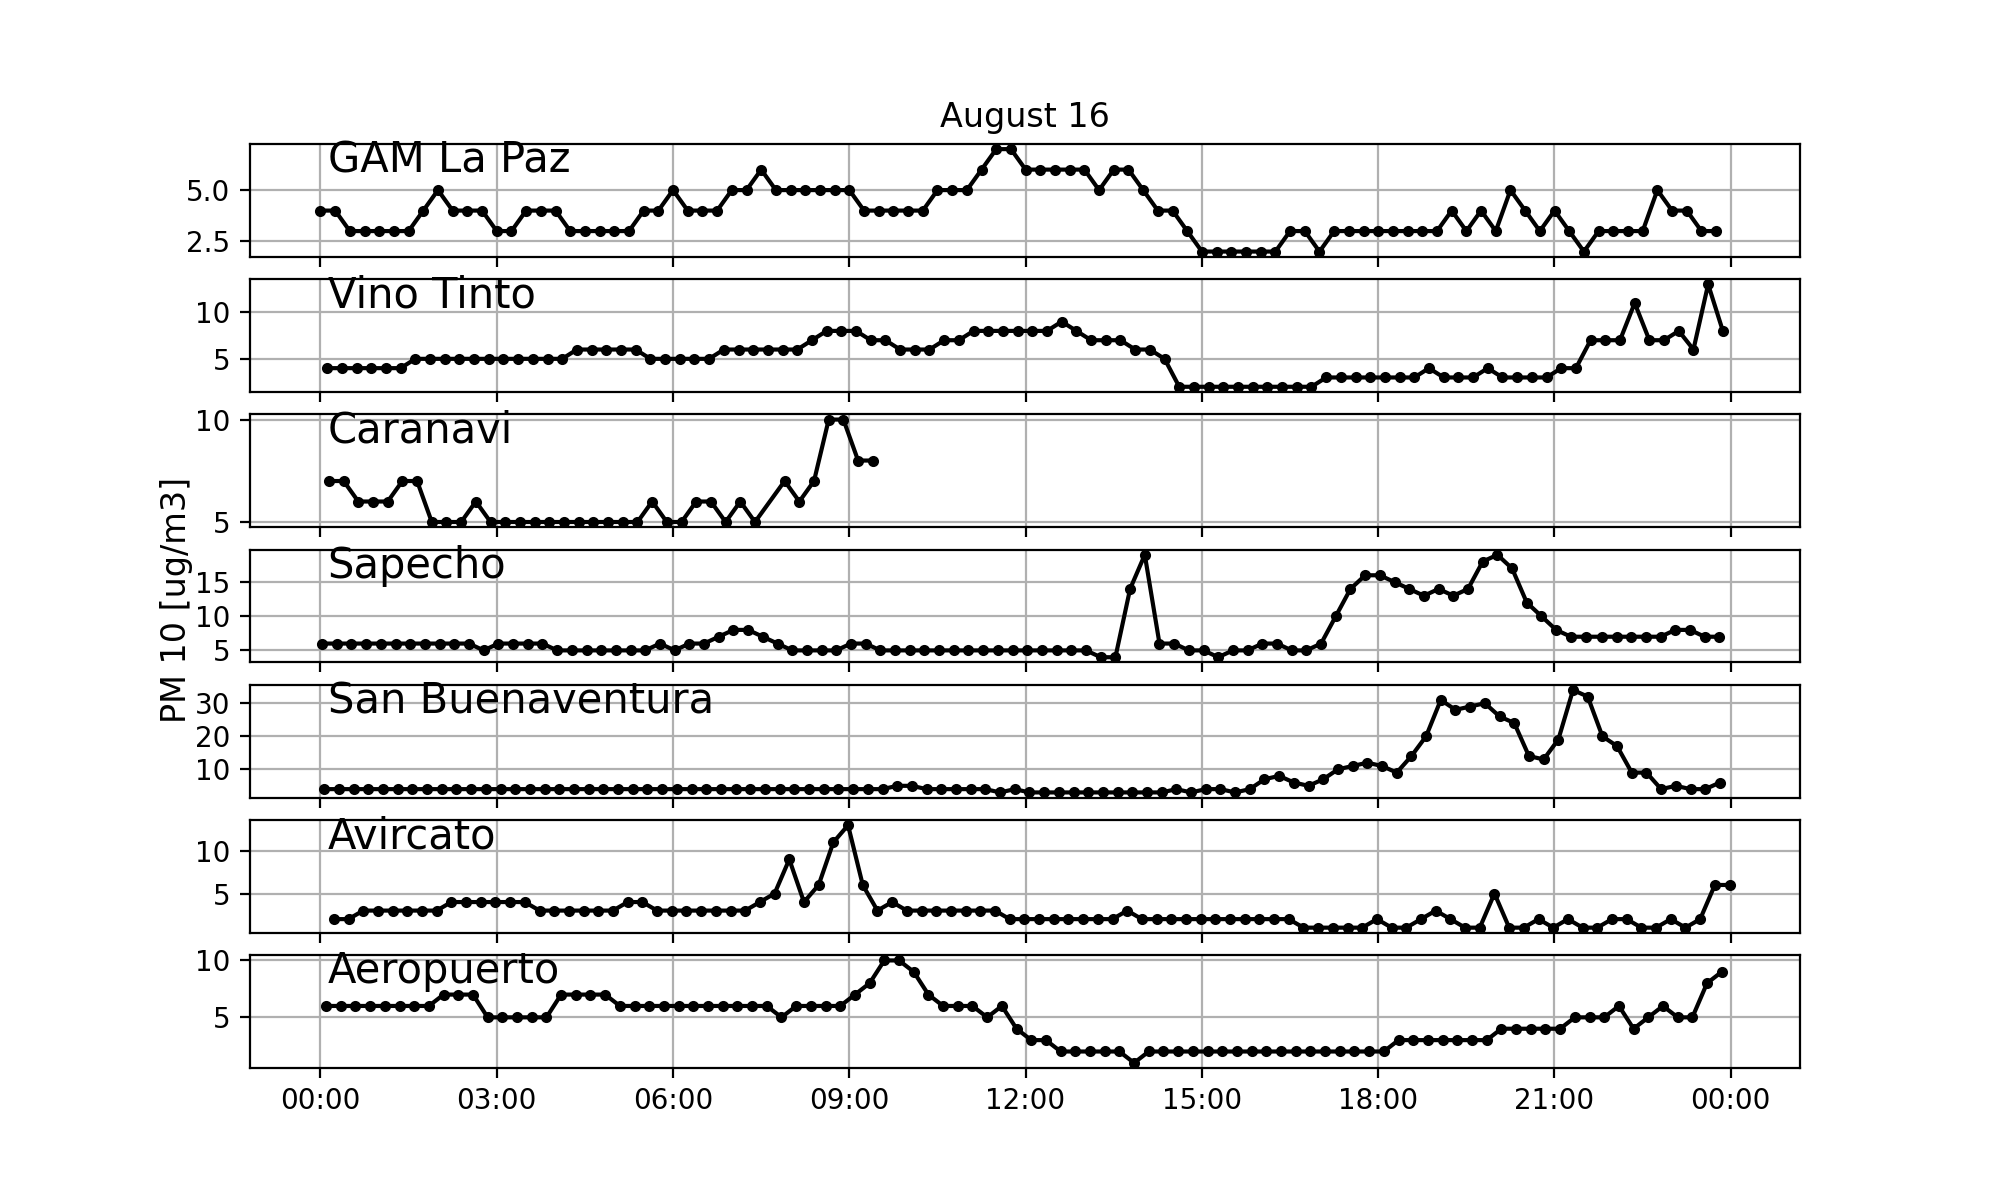 August 16
PM 10 [ug/m3]
GAM La Paz
5.0
2.5
Vino Tinto
10
5
Caranavi
10
5
Sapecho
15
10
5
San Buenaventura
30
20
10
Avircato
10
5
Aeropuerto
10
5
00:00 03:00 06:00 09:00 12:00 15:00 18:00 21:00 00:00